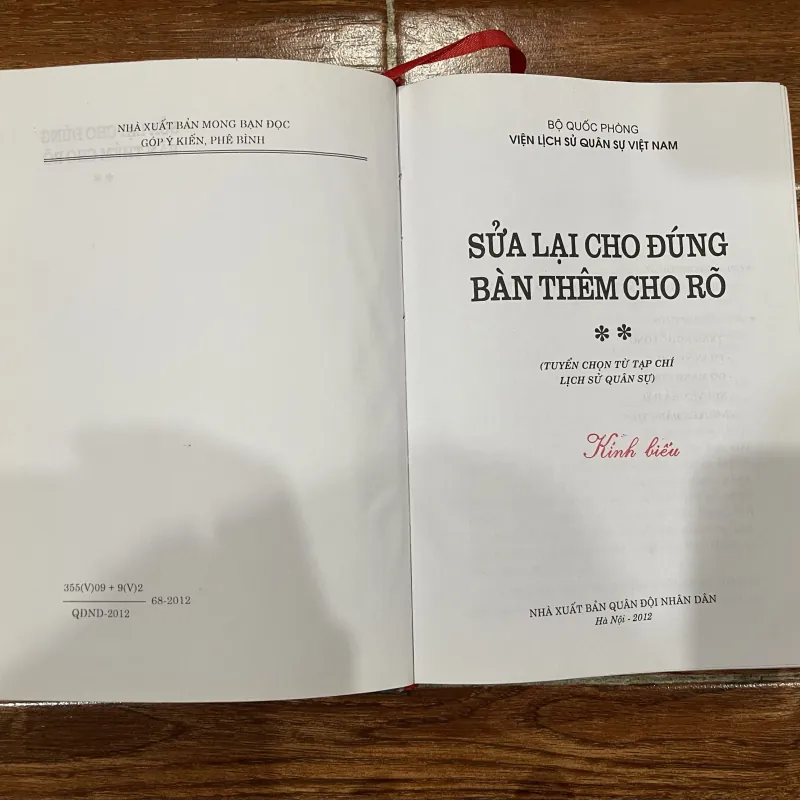 NHÀ XUẤT BẢN MONG BẠN ĐỌC
GÓP Ý KIẾN, PHÊ BÌNH
355(V)09 + 9(V)2
68-2012
QĐND-2012
BỘ QUỐC PHÒNG
VIỆN LỊCH SỬ QUÂN SỰ VIỆT NAM
SỬA LẠI CHO ĐÚNG
BÀN THÊM CHO RÕ
**
(TUYỂN CHỌN TỪ TẠP CHÍ
LỊCH SỬ QUÂN SỰ)
Kính biếu
NHÀ XUẤT BẢN QUÂN ĐỘI NHÂN DÂN
Hà Nội - 2012